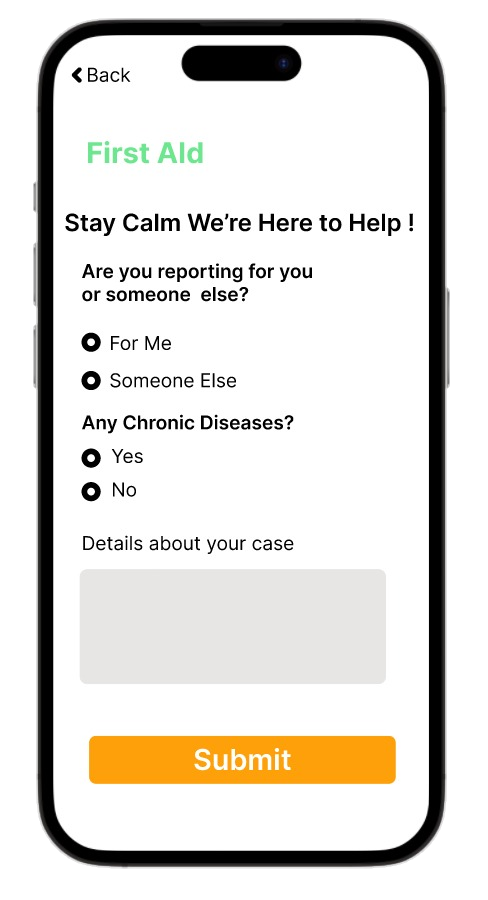 Back
First Ald
Stay Calm We’re Here to Help !
Are you reporting for you
or someone else?
For Me
Someone Else
Any Chronic Diseases?
Yes
No
Details about your case
Submit